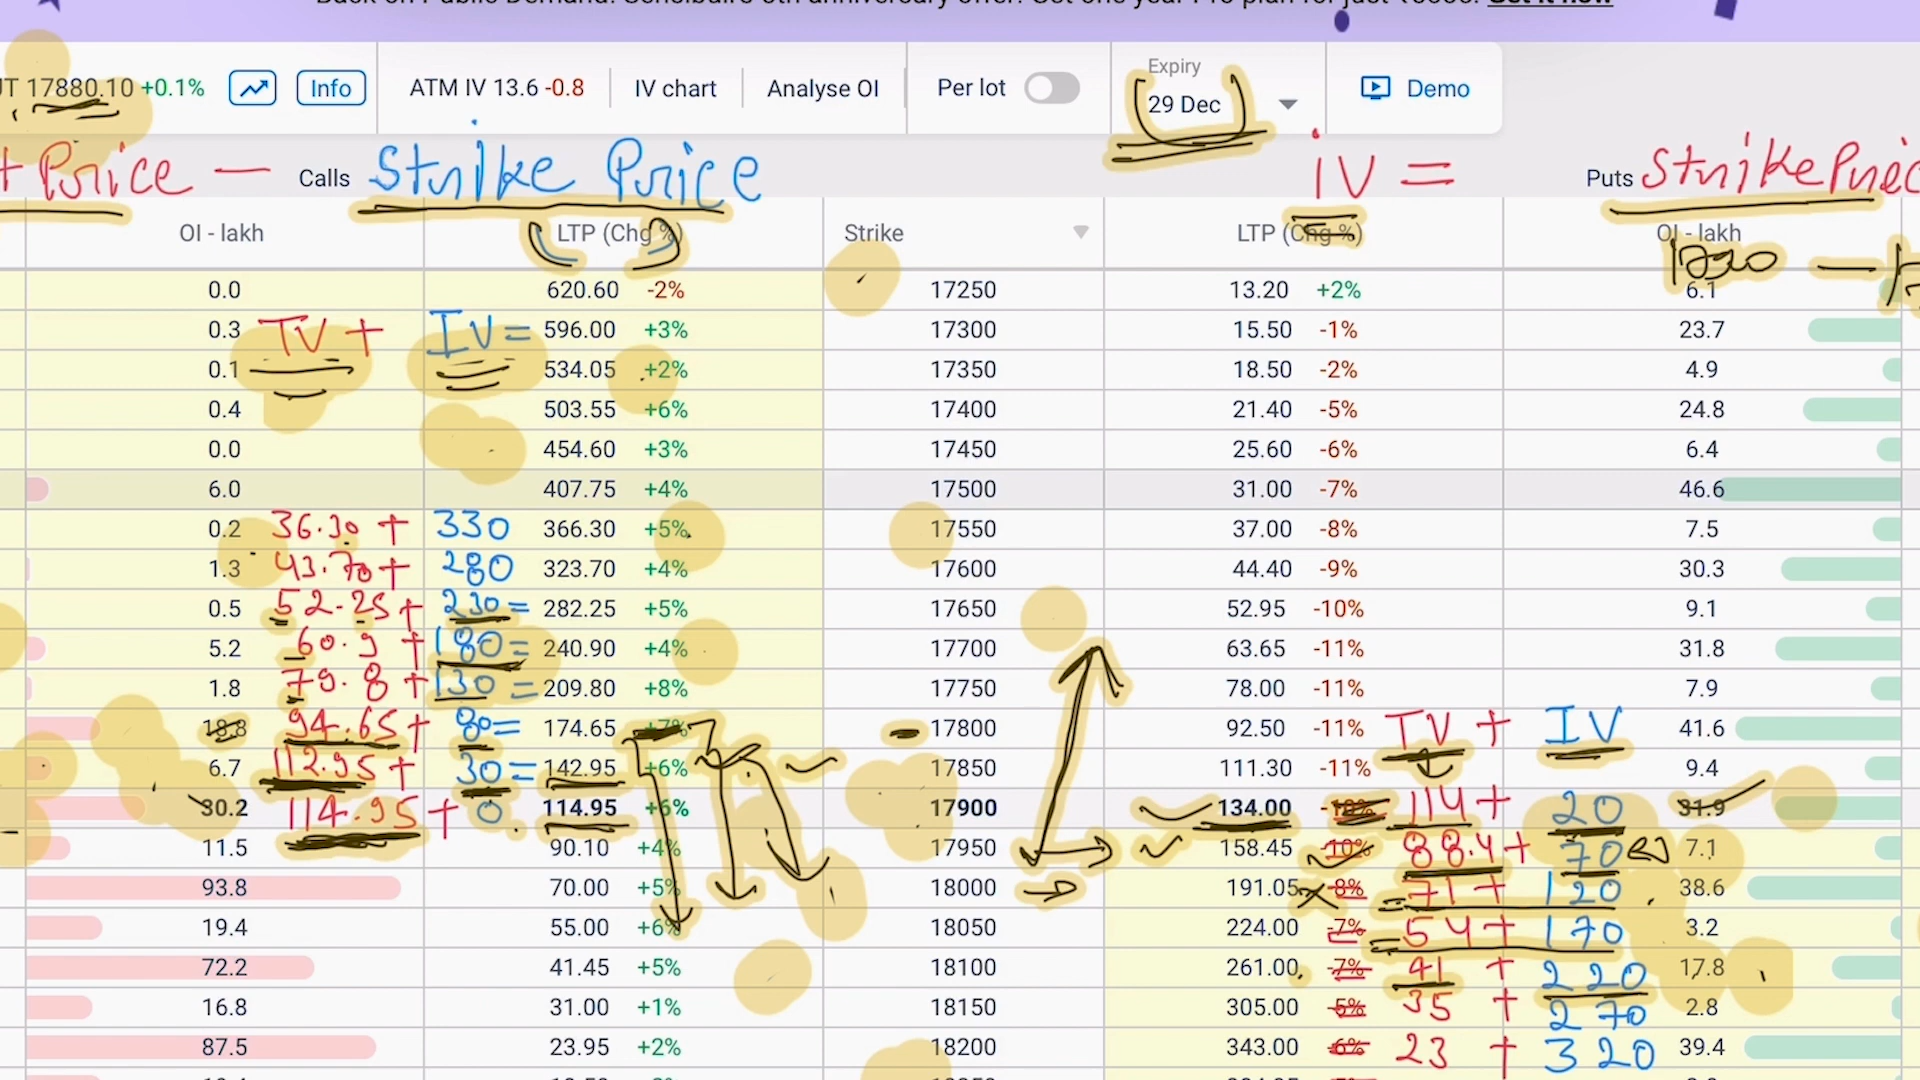 17880.10 +0.1% Info ATM IV 13.6 -0.8 IV chart Analyse OI Per lot Expiry 29 Dec Demo
Price — Calls Strike Price iV = Puts Strike
OI - lakh LTP (Chg %) Strike LTP (Chg %) OI - lakh
0.0 620.60 -2% 17250 13.20 +2% 6.1
0.3 TV + IV = 596.00 +3% 17300 15.50 -1% 23.7
0.1 534.05 +2% 17350 18.50 -2% 4.9
0.4 503.55 +6% 17400 21.40 -5% 24.8
0.0 454.60 +3% 17450 25.60 -6% 6.4
6.0 407.75 +4% 17500 31.00 -7% 46.6
0.2 36.30 + 330 366.30 +5% 17550 37.00 -8% 7.5
1.3 43.70 + 280 323.70 +4% 17600 44.40 -9% 30.3
0.5 52.25 + 230 = 282.25 +5% 17650 52.95 -10% 9.1
5.2 60.9 + 180 = 240.90 +4% 17700 63.65 -11% 31.8
1.8 79.8 + 130 = 209.80 +8% 17750 78.00 -11% 7.9
18.8 94.65 + 80 = 174.65 +7% 17800 92.50 -11% TV + IV 41.6
6.7 112.95 + 30 = 142.95 +6% 17850 111.30 -11% 9.4
30.2 114.95 + 0 114.95 +6% 17900 134.00 -10% 114 + 20 31.9
11.5 90.10 +4% 17950 158.45 -10% 88.4 + 70 7.1
93.8 70.00 +5% 18000 191.05 -8% 71 + 120 38.6
19.4 55.00 +6% 18050 224.00 -7% 54 + 170 3.2
72.2 41.45 +5% 18100 261.00 -7% 41 + 220 17.8
16.8 31.00 +1% 18150 305.00 -5% 35 + 270 2.8
87.5 23.95 +2% 18200 343.00 -6% 23 + 320 39.4